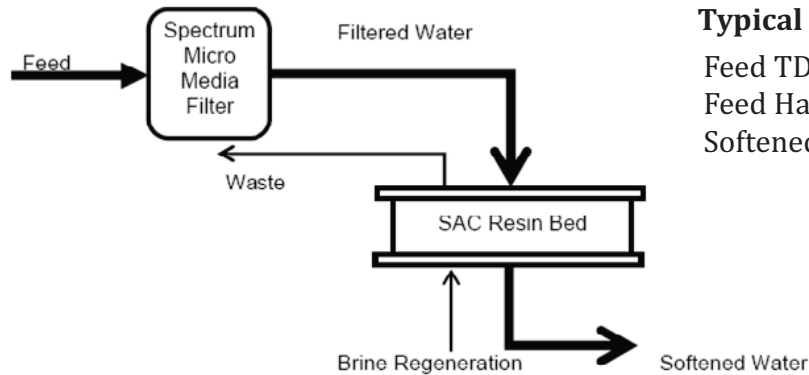 Feed
Spectrum
Micro
Media
Filter
Filtered Water
Typical
Feed TD
Feed Ha
Softened
Waste
SAC Resin Bed
Brine Regeneration
Softened Water